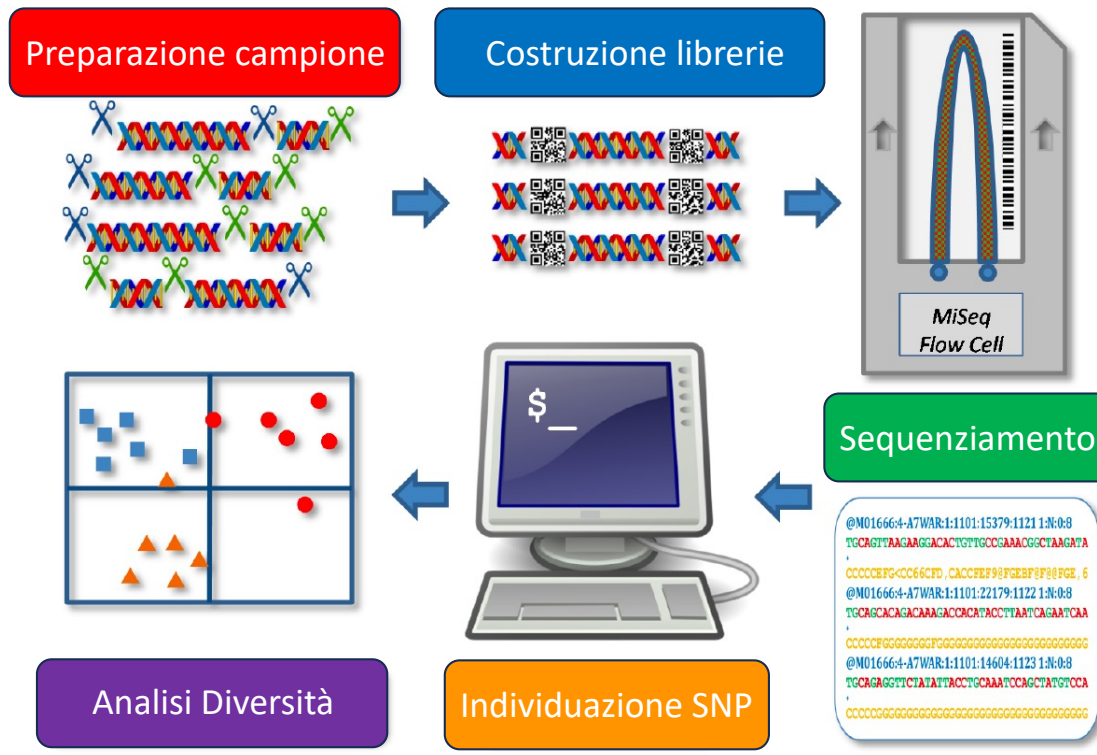 Preparazione campione
Costruzione librerie
MiSeq
Flow Cell
$_
Sequenziamento
@M01666:4-A7WAR:1:1101:15379:1121 1:N:0:8
TGCAGTTAAGAAGGACACTGTTGCCGAAACGGCTAAGATA
+
CCCCCEFG<CC66CFD,CACCFEF9@FGEBF@F@@FGE,6
@M01666:4-A7WAR:1:1101:22179:1122 1:N:0:8
TGCAGCACAGACAAAGACCACATACCTTAATCAGAATCAA
+
CCCCCFGGGGGGGGFGGGGGGGGGGGGGGGGGGGGGGGGG
@M01666:4-A7WAR:1:1101:14604:1123 1:N:0:8
TGCAGAGGTTCTATATTACCTGCAAATCCAGCTATGTCCA
+
CCCCCGGGGGGGGGGGGGGGGGGGGGGGGGGGGGGGGGGG
Individuazione SNP
Analisi Diversità